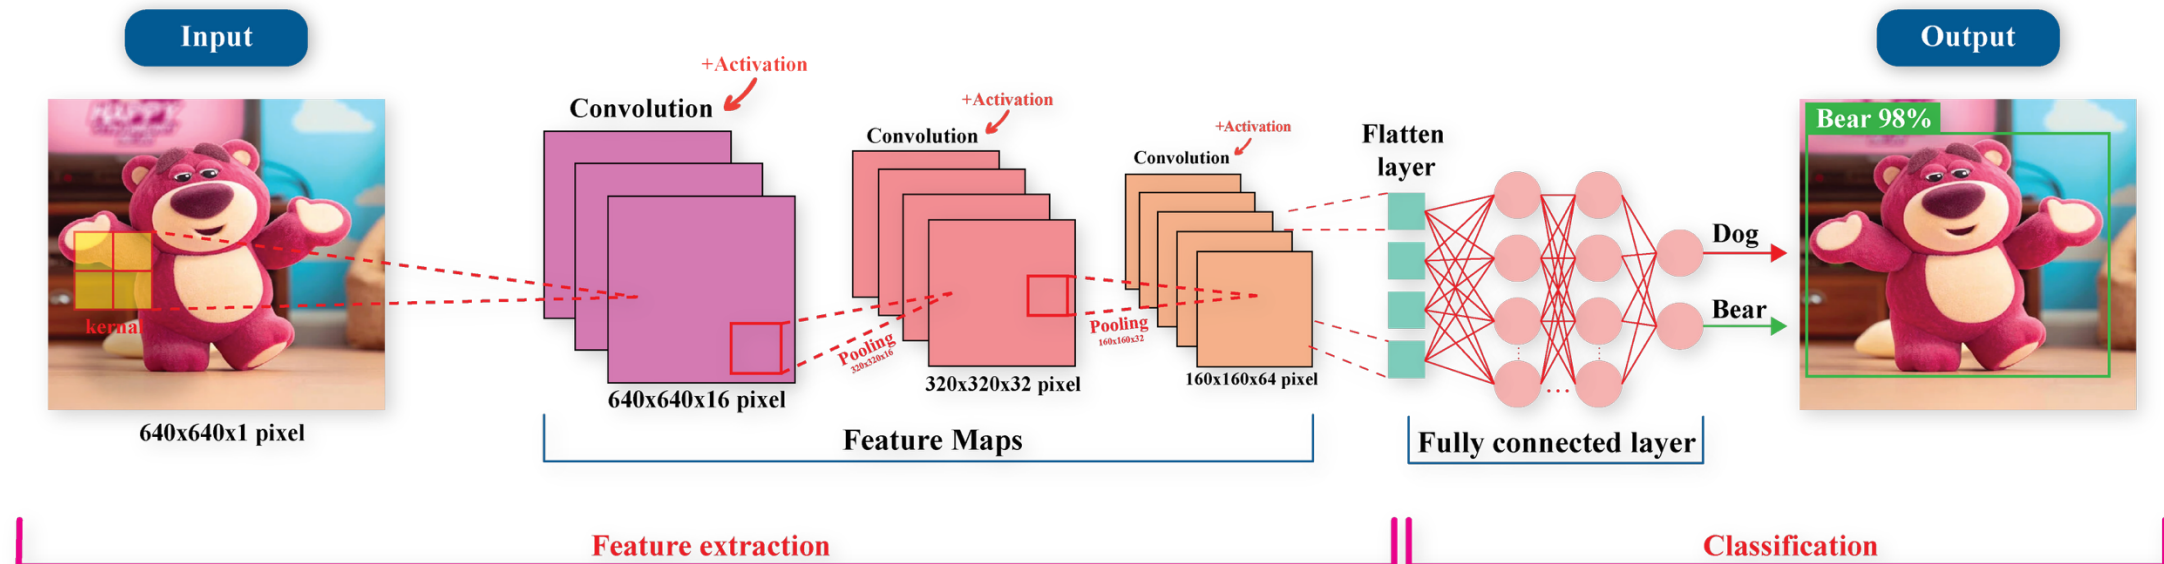 Input
HAPPY
kernal
640x640x1 pixel
+Activation
Convolution
640x640x16 pixel
Pooling
320x320x16
+Activation
Convolution
320x320x32 pixel
Pooling
160x160x32
+Activation
Convolution
160x160x64 pixel
Feature Maps
Flatten
layer
Dog
Bear
Fully connected layer
Output
Bear 98%
Feature extraction
Classification